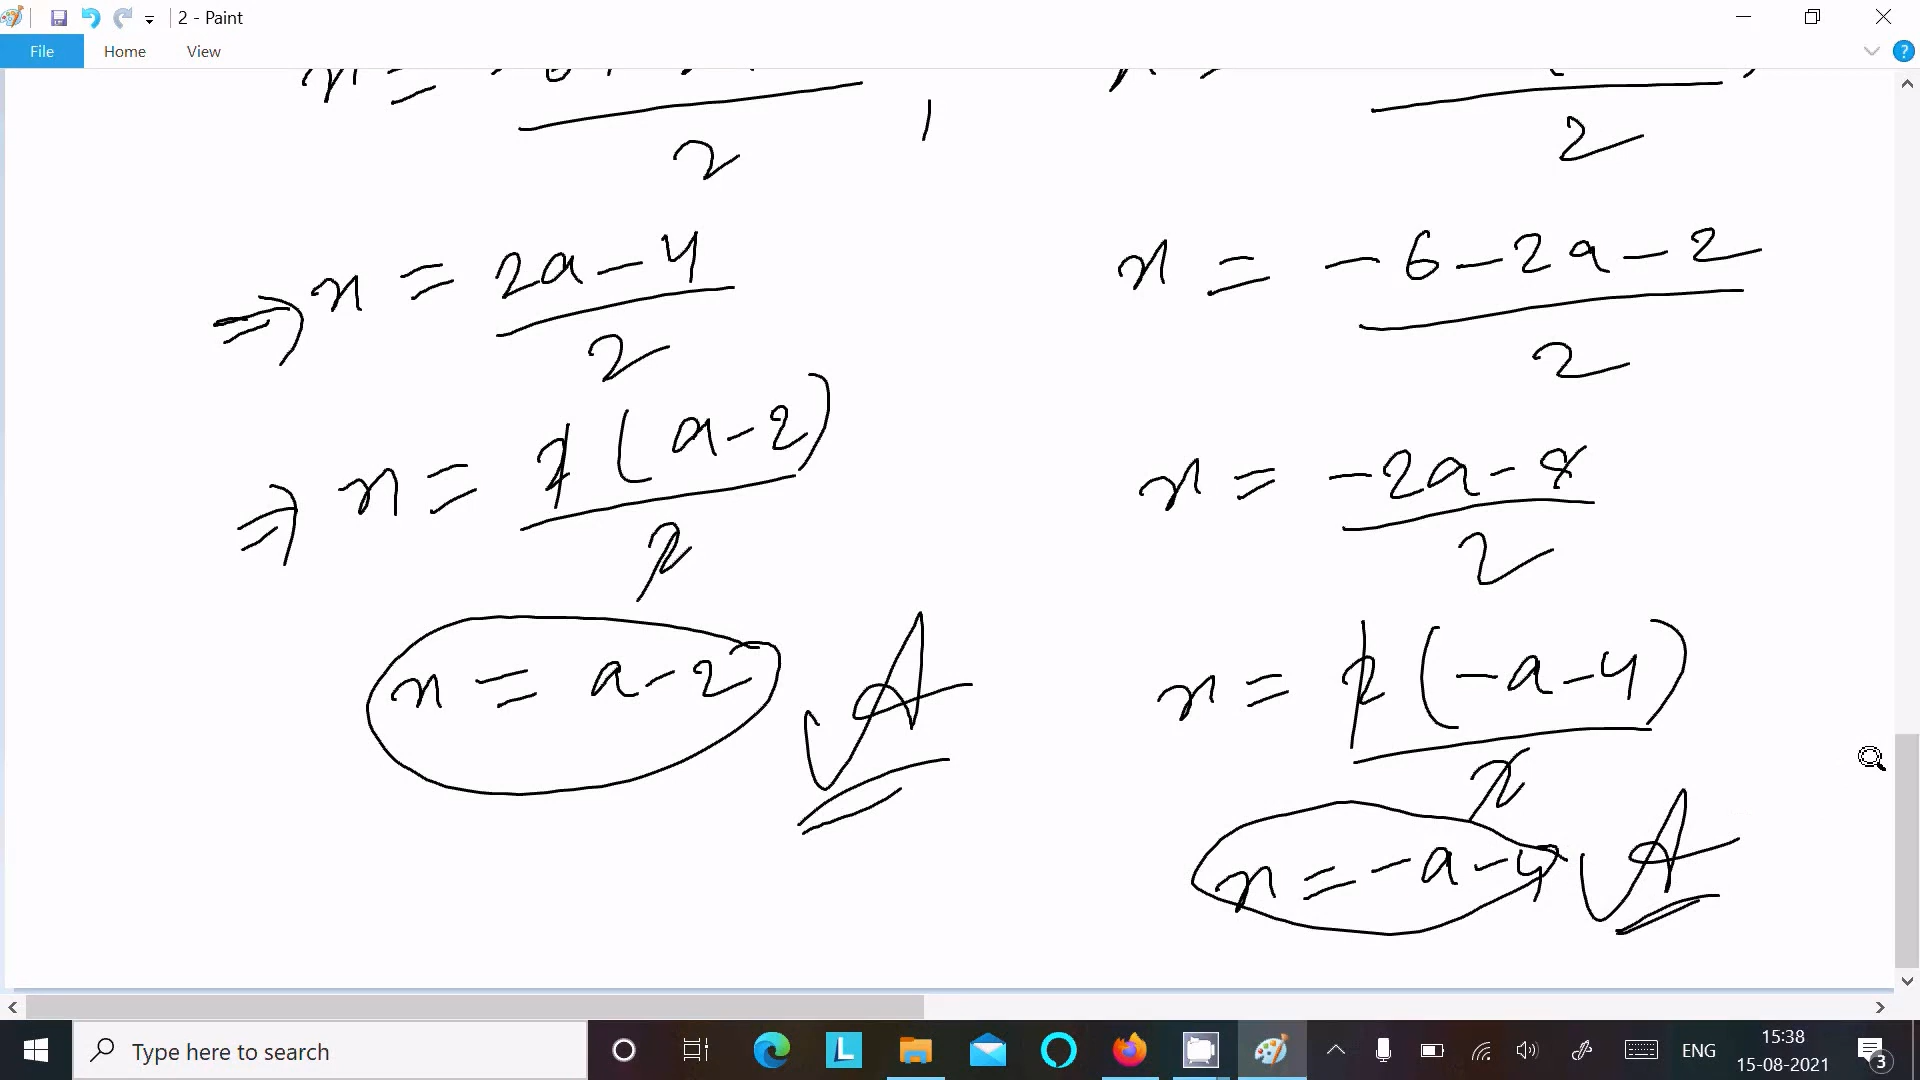 2 - Paint
File Home View
2
2
⇒ x = 2a-4/2
x = -6-2a-2/2
⇒ x = 2(a-2)/2
x = -2a-8/2
x = a-2
x = 2(-a-4)/2
x = -a-4
Type here to search
ENG
15:38
15-08-2021
3